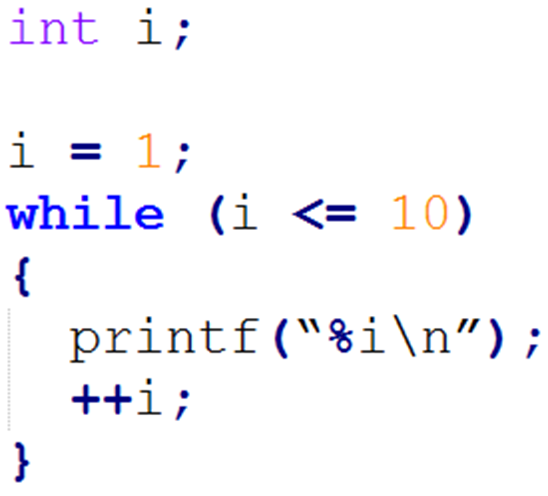 int i;
i = 1;
while (i <= 10)
{
printf(“%i\n”);
++i;
}